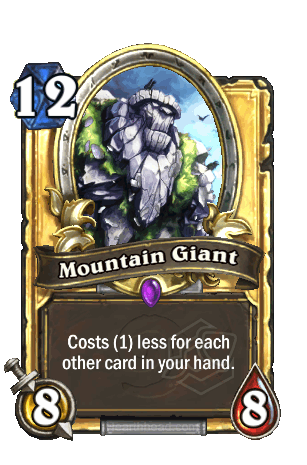 12
Mountain Giant
Costs (1) less for each
other card in your hand.
8 8